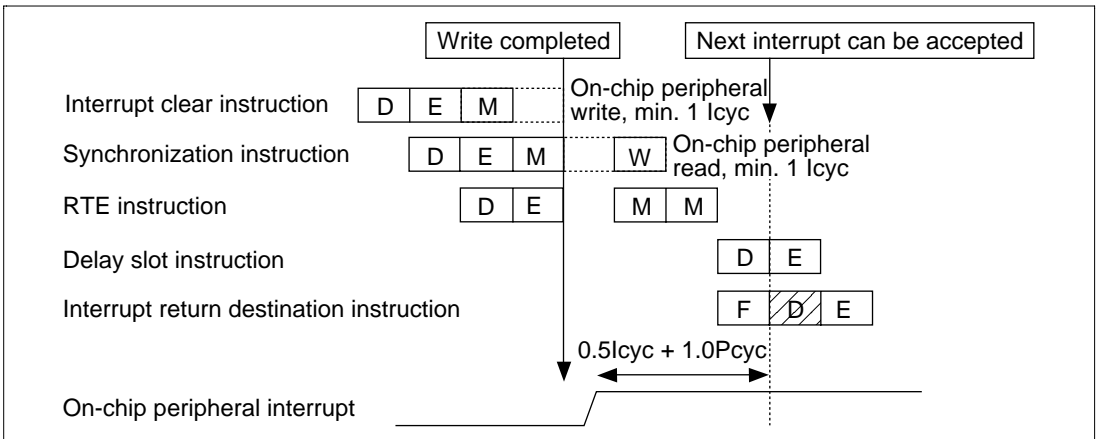 Write completed
Next interrupt can be accepted
Interrupt clear instruction
D E M
On-chip peripheral
write, min. 1 Icyc
Synchronization instruction
D E M W
On-chip peripheral
read, min. 1 Icyc
RTE instruction
D E M M
Delay slot instruction
D E
Interrupt return destination instruction
F D E
0.5Icyc + 1.0Pcyc
On-chip peripheral interrupt